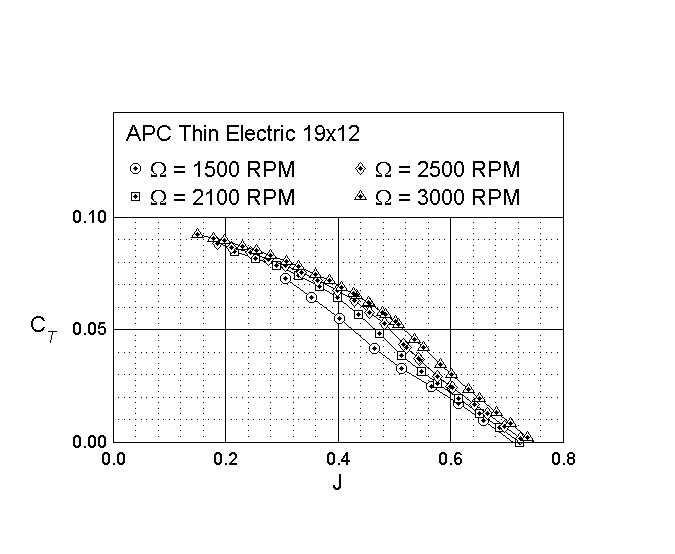 APC Thin Electric 19x12
Ω = 1500 RPM
Ω = 2500 RPM
Ω = 2100 RPM
Ω = 3000 RPM
0.10
C_T
0.05
0.00
0.0 0.2 0.4 0.6 0.8
J